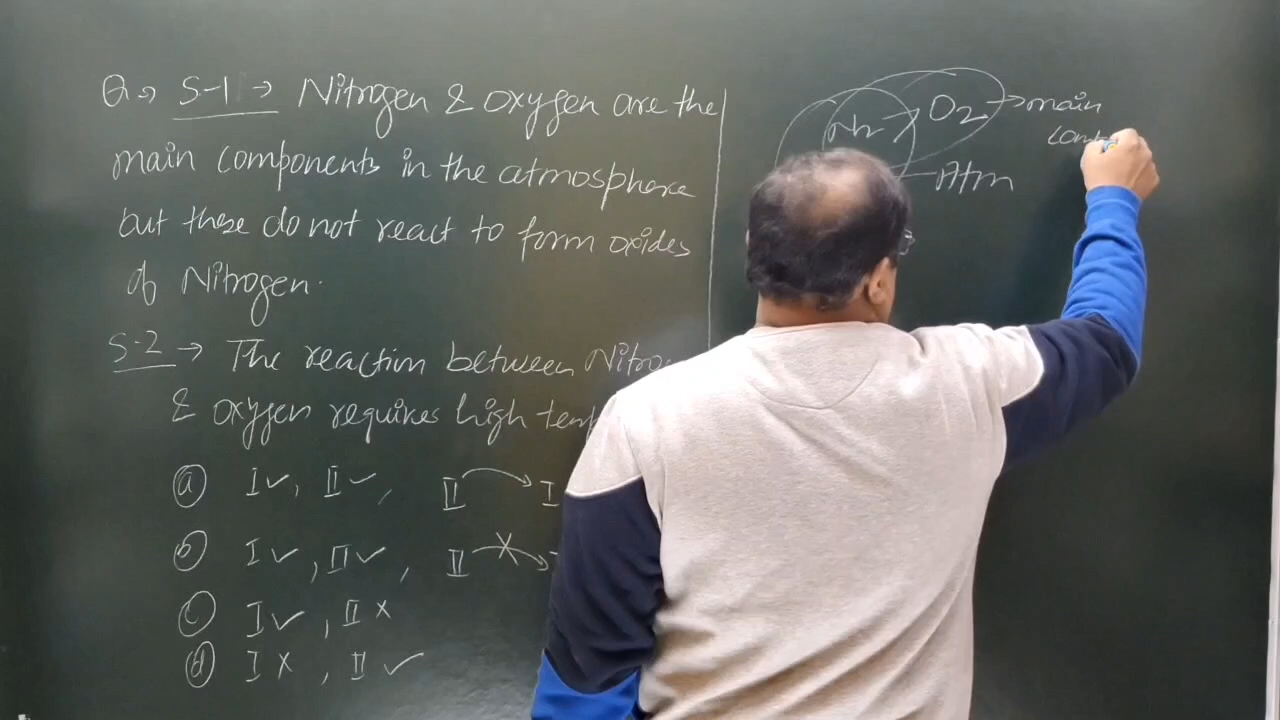 Q → S-1 → Nitrogen & oxygen are the
main components in the atmosphere
but these do not react to form oxides
of Nitrogen.
S-2 → The reaction between
& oxygen requires high
(a) I ✓, II ✓, II → I
(b) I ✓, II ✓, II
(c) I ✓, II ×
(d) I ×, II ✓
O2 → main
Atm